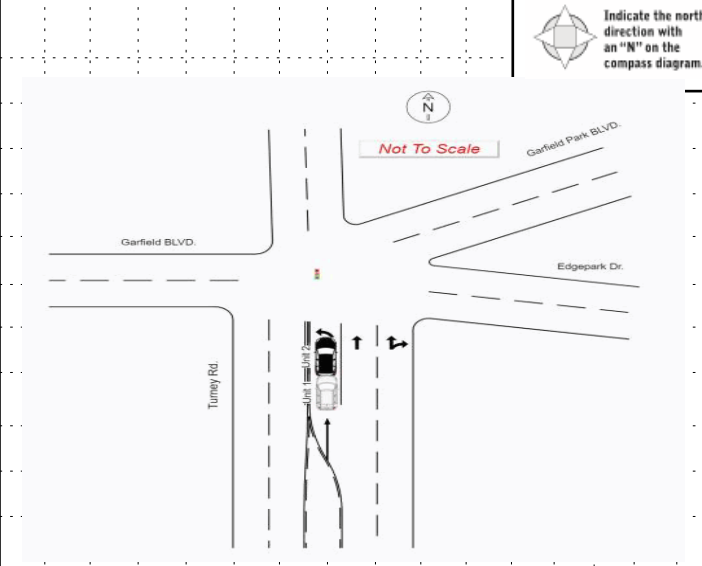 Indicate the north
direction with
an "N" on the
compass diagram.
N
Not To Scale
Garfield Park BLVD.
Garfield BLVD.
Edgepark Dr.
Turney Rd.
Unit 2
Unit 1